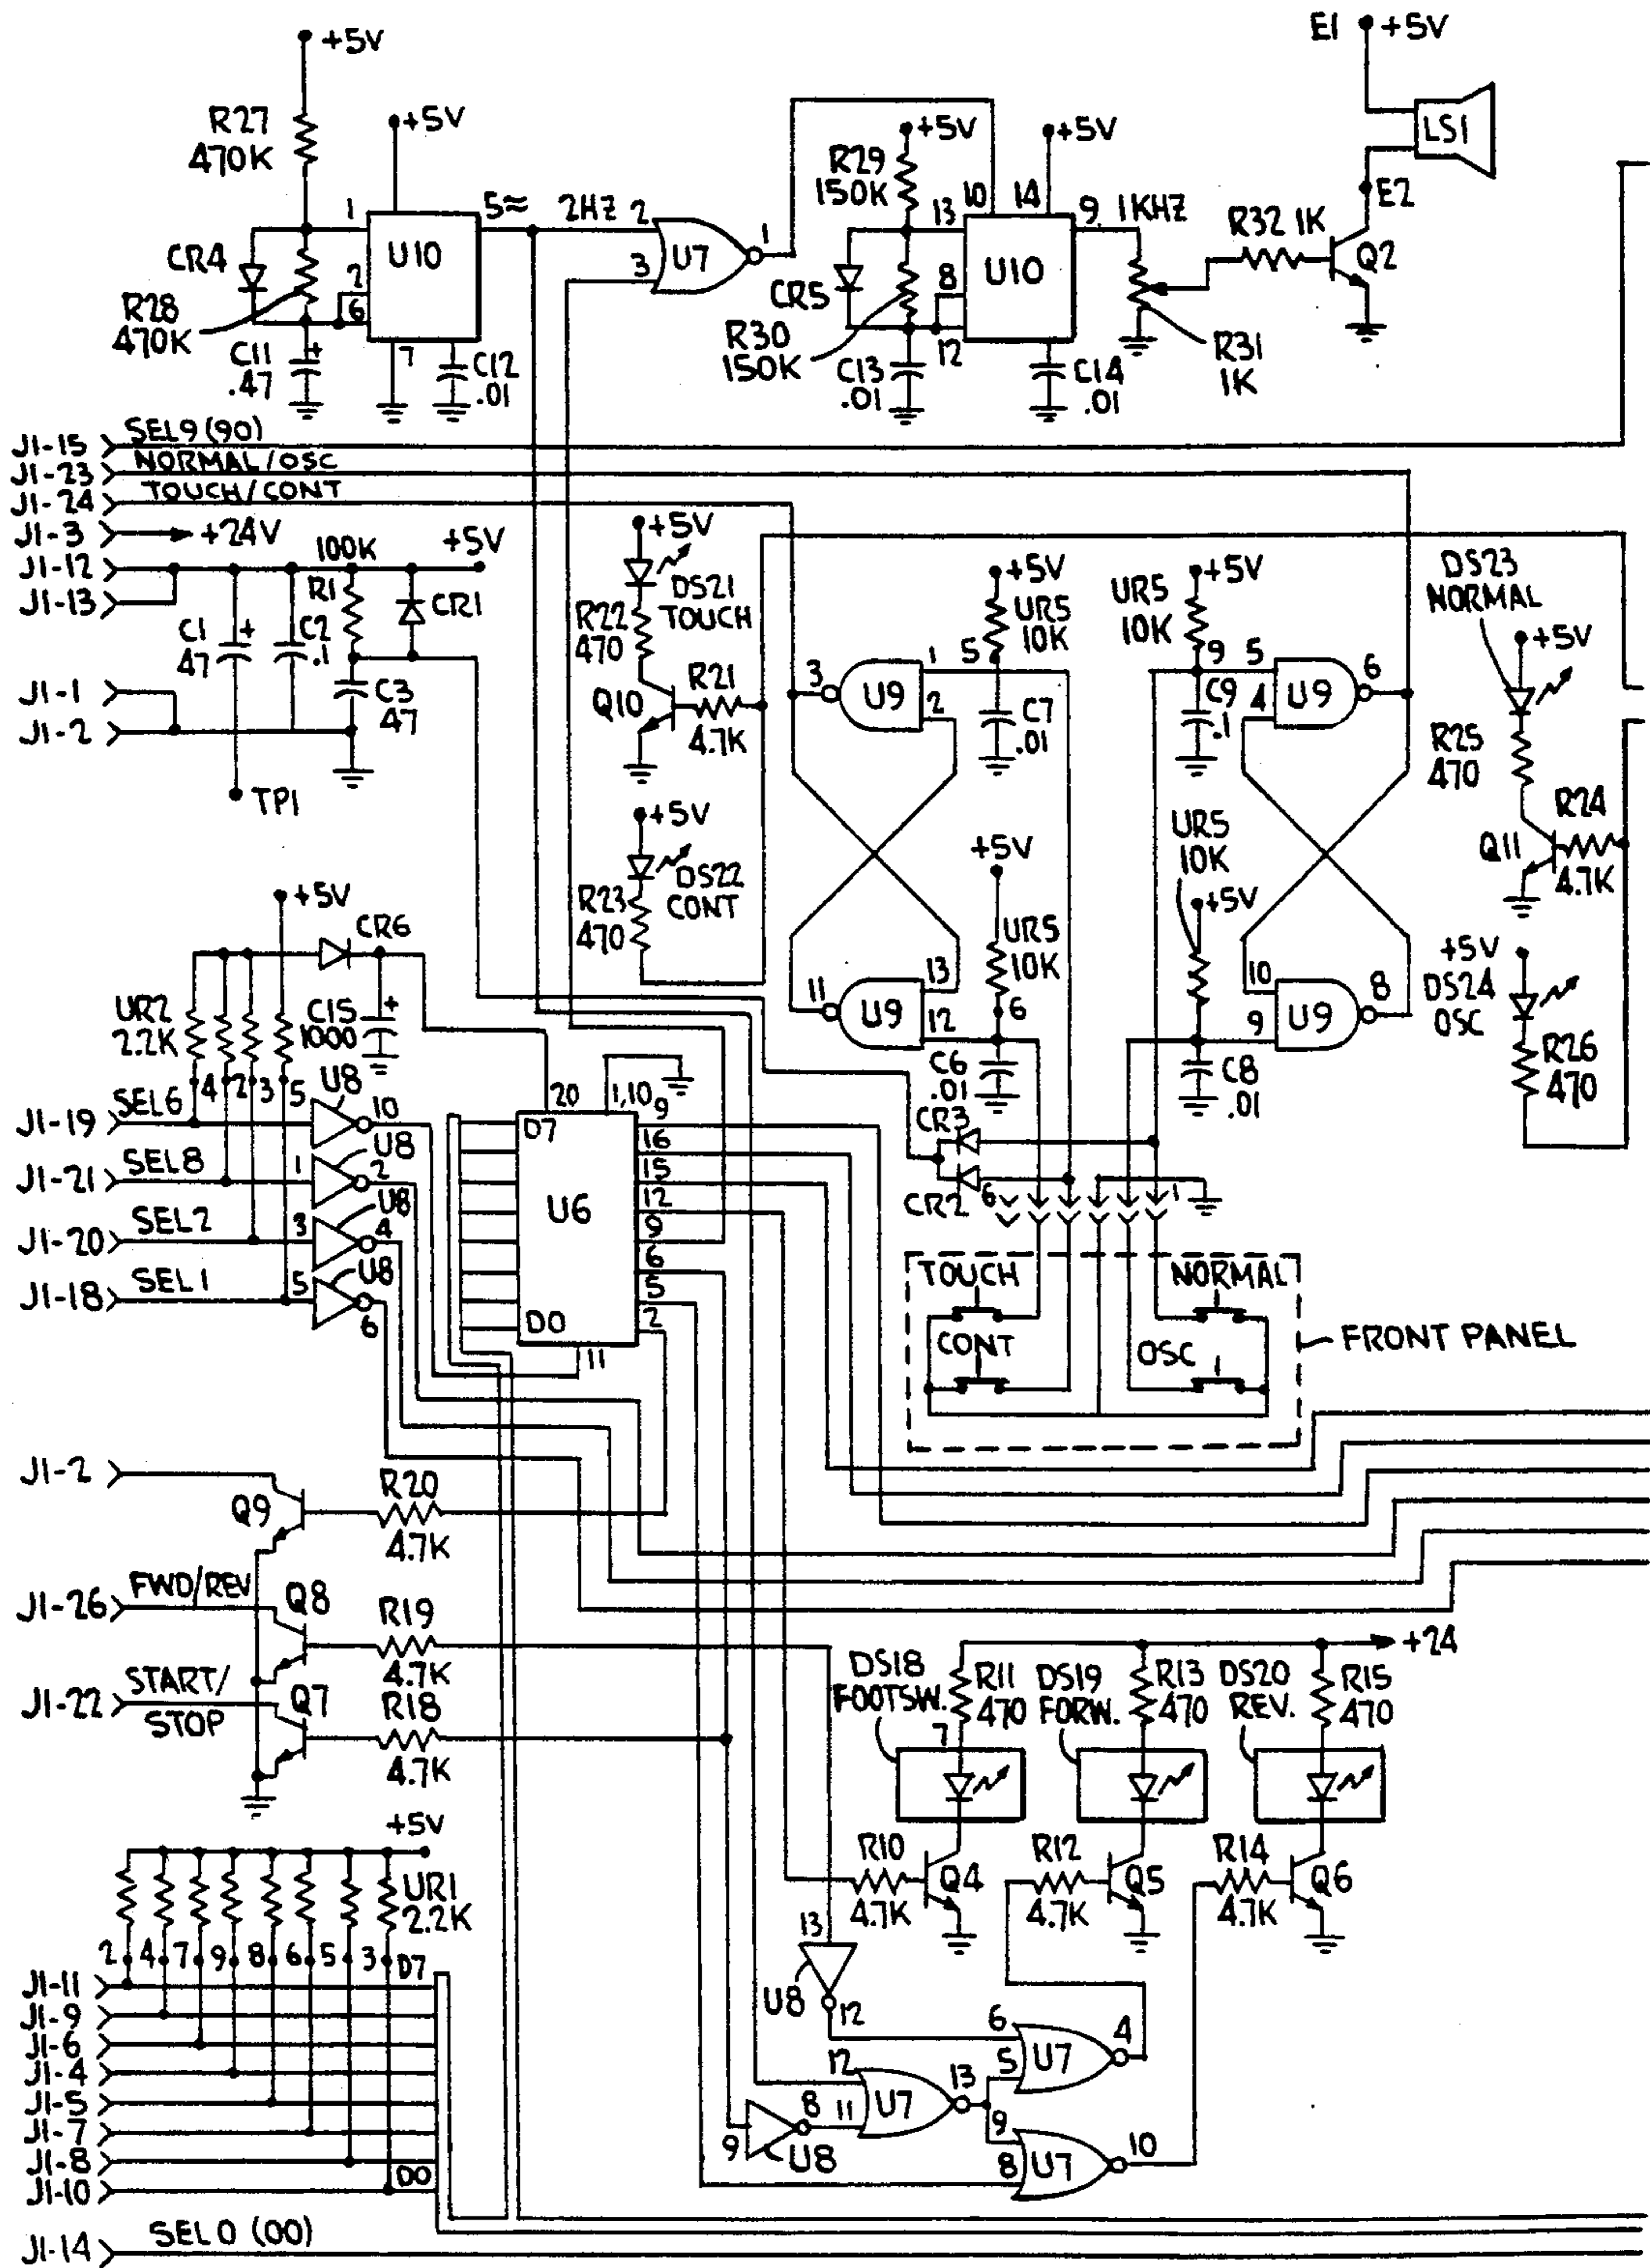 E1 +5V
+5V
R27
470K
+5V
LS1
+5V
+5V
R29
150K
E2
1
5≈
2HZ
2
U7
1
10
14
13
9
1KHZ
R32 1K
Q2
CR4
U10
2
6
3
CR5
8
U10
R28
470K
7
R30
150K
12
R31
1K
C11
+
.47
C12
.01
C13
.01
C14
.01
J1-15
SEL9 (90)
J1-23
NORMAL/OSC
J1-24
TOUCH/CONT
J1-3
+24V
J1-12
100K
+5V
J1-13
R1
CR1
C1
+
47
C2
.1
+5V
DS21
TOUCH
R22
470
+5V
UR5
10K
UR5
10K
+5V
DS23
NORMAL
+5V
J1-1
J1-2
C3
.47
Q10
R21
4.7K
3
U9
1
5
2
C7
.01
9
5
C9
.1
4
U9
6
R25
470
TP1
+5V
DS22
CONT
R23
470
+5V
UR5
10K
UR5
10K
+5V
R24
4.7K
Q11
+5V
CR6
UR2
2.2K
C15
1000
+
11
U9
13
12
6
C6
.01
10
9
U9
8
C8
.01
+5V
DS24
OSC
R26
470
4
2
3
5
U8
10
J1-19
SEL6
20
1,10
9
CR3
J1-21
SEL8
1
U8
2
D7
16
15
12
9
6
5
2
U6
D0
11
CR2
6
1
J1-20
SEL2
3
U8
4
J1-18
SEL1
5
U8
6
TOUCH
NORMAL
CONT
OSC
FRONT PANEL
J1-2
Q9
R20
4.7K
J1-26
FWD/REV
Q8
R19
4.7K
J1-22
START/
STOP
Q7
R18
4.7K
+24
DS18
FOOTSW.
R11
470
7
DS19
FORW.
R13
470
DS20
REV.
R15
470
+5V
UR1
2.2K
R10
4.7K
Q4
R12
4.7K
Q5
R14
4.7K
Q6
2
4
7
9
8
6
5
3
D7
13
U8
12
J1-11
J1-9
J1-6
J1-4
J1-5
J1-7
J1-8
D0
J1-10
6
5
U7
4
12
11
U7
13
9
U8
8
9
8
U7
10
J1-14
SEL0 (00)